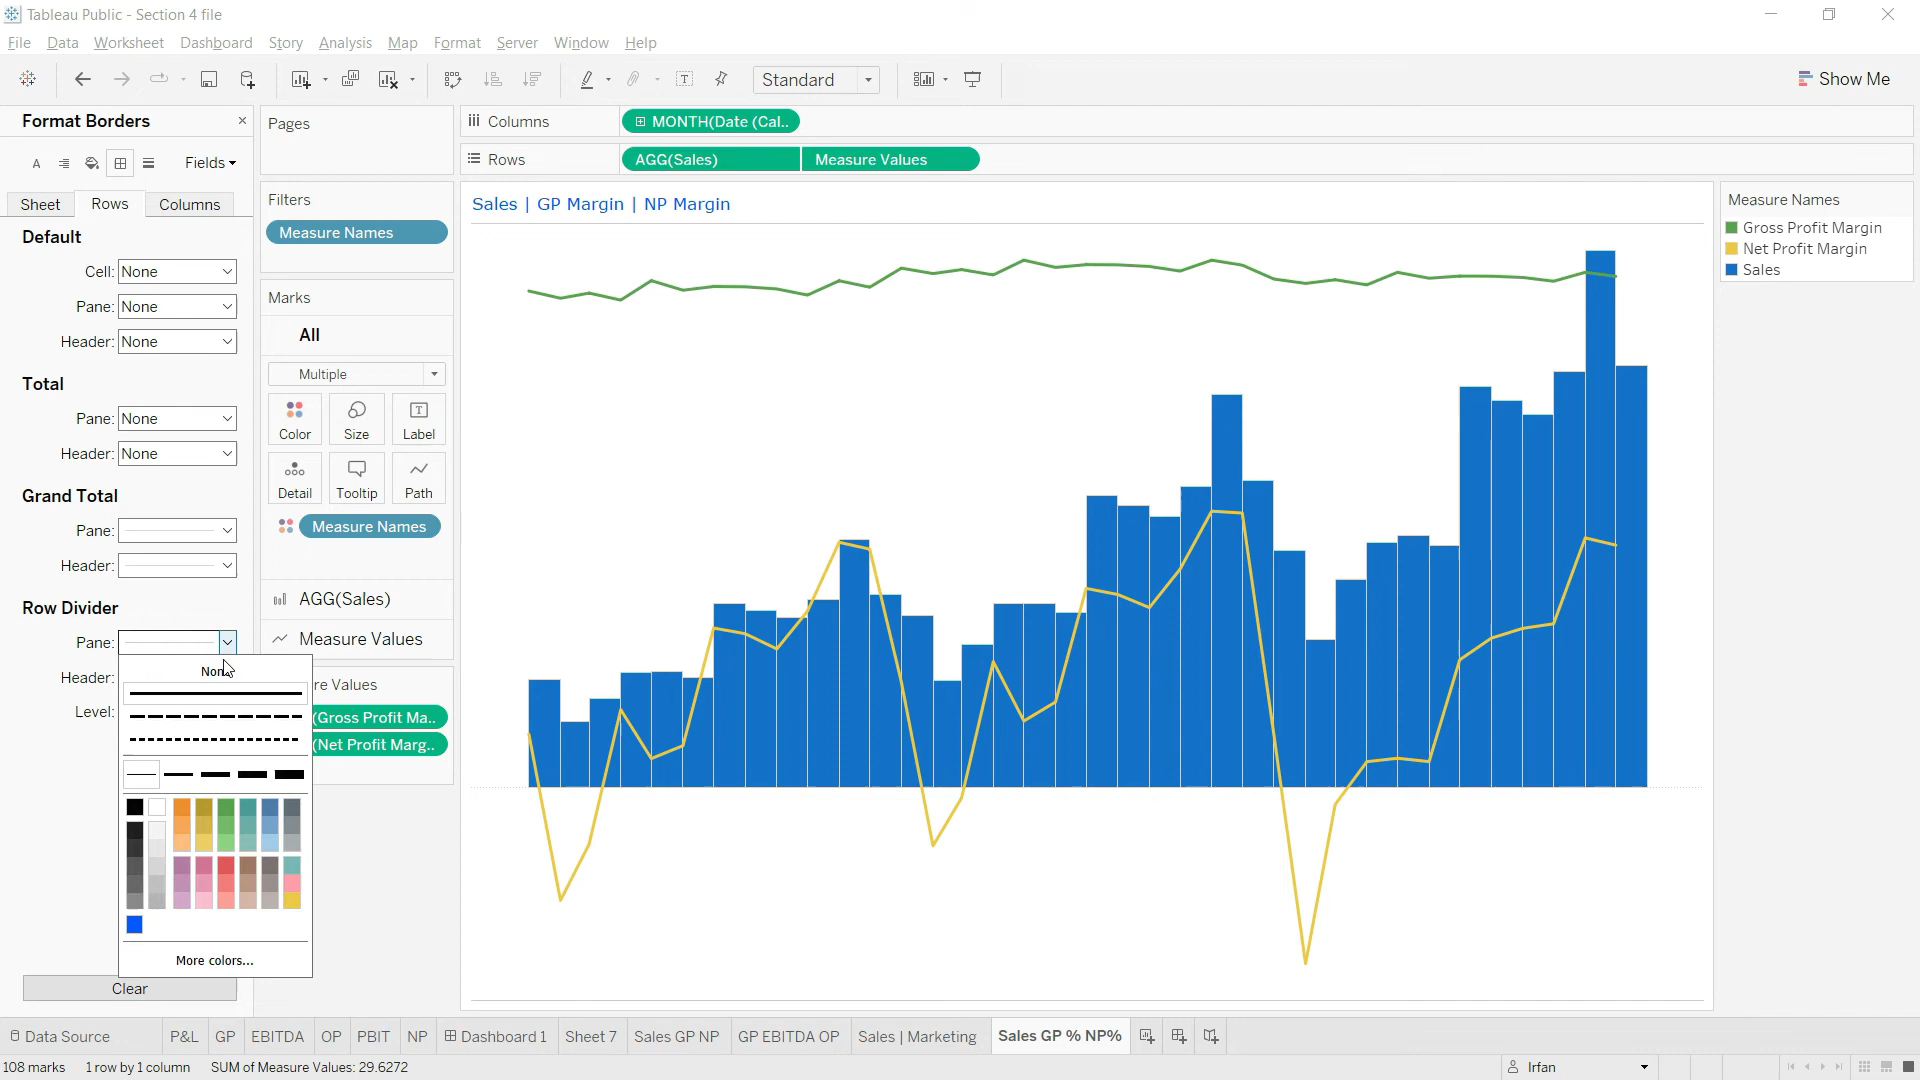 Tableau Public - Section 4 file
File Data Worksheet Dashboard Story Analysis Map Format Server Window Help
Standard
Show Me
Format Borders
Fields
Sheet Rows Columns
Default
Cell: None
Pane: None
Header: None
Total
Pane: None
Header: None
Grand Total
Pane:
Header:
Row Divider
Pane:
Header:
Level:
More colors...
Clear
Pages
Filters
Measure Names
Marks
All
Multiple
Color Size Label
Detail Tooltip Path
Measure Names
AGG(Sales)
Measure Values
re Values
(Gross Profit Ma..
(Net Profit Marg..
Columns MONTH(Date (Cal..
Rows AGG(Sales) Measure Values
Sales | GP Margin | NP Margin
Measure Names
Gross Profit Margin
Net Profit Margin
Sales
Data Source P&L GP EBITDA OP PBIT NP Dashboard 1 Sheet 7 Sales GP NP GP EBITDA OP Sales | Marketing Sales GP % NP%
108 marks 1 row by 1 column SUM of Measure Values: 29.6272 Irfan